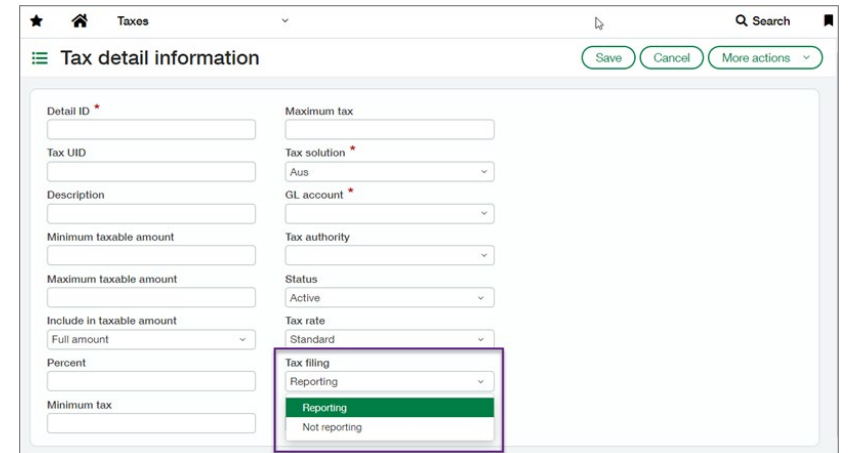 Taxes
Search
Tax detail information
Save
Cancel
More actions
Detail ID *
Tax UID
Description
Minimum taxable amount
Maximum taxable amount
Include in taxable amount
Full amount
Percent
Minimum tax
Maximum tax
Tax solution *
Aus
GL account *
Tax authority
Status
Active
Tax rate
Standard
Tax filing
Reporting
Reporting
Not reporting